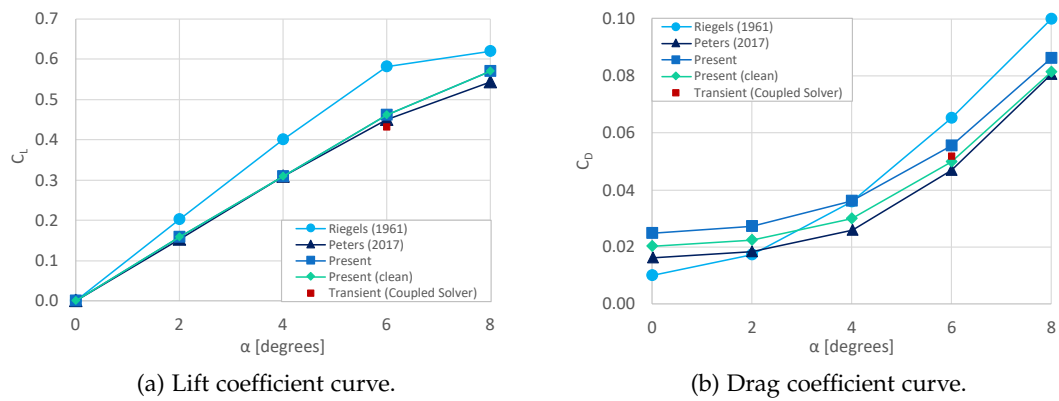 0.7
0.6
0.5
0.4
0.3
0.2
0.1
0.0
C_L
0 2 4 6 8
α [degrees]
Riegels (1961)
Peters (2017)
Present
Present (clean)
Transient (Coupled Solver)
(a) Lift coefficient curve.
0.10
0.08
0.06
0.04
0.02
0.00
C_D
0 2 4 6 8
α [degrees]
Riegels (1961)
Peters (2017)
Present
Present (clean)
Transient (Coupled Solver)
(b) Drag coefficient curve.